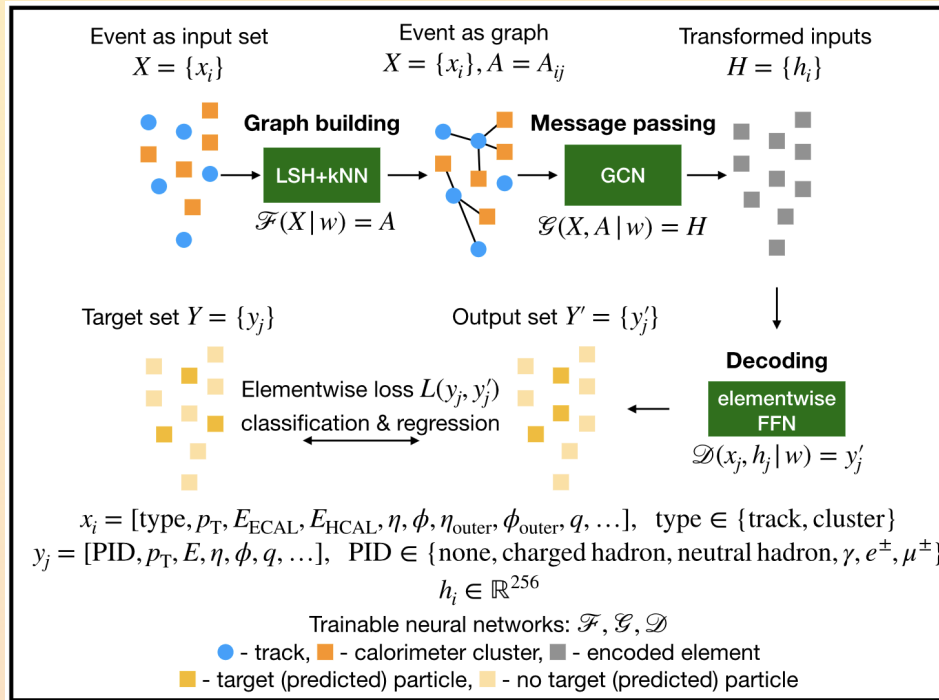 Event as input set
X = {x_i}
Event as graph
X = {x_i}, A = A_{ij}
Transformed inputs
H = {h_i}
Graph building
LSH+kNN
ℱ(X | w) = A
Message passing
GCN
𝒢(X, A | w) = H
Target set Y = {y_j}
Output set Y′ = {y′_j}
Decoding
elementwise
FFN
𝒟(x_j, h_j | w) = y′_j
Elementwise loss L(y_j, y′_j)
classification & regression
x_i = [type, p_T, E_ECAL, E_HCAL, η, ϕ, η_outer, ϕ_outer, q, …], type ∈ {track, cluster}
y_j = [PID, p_T, E, η, ϕ, q, …], PID ∈ {none, charged hadron, neutral hadron, γ, e^±, μ^±}
h_i ∈ ℝ^256
Trainable neural networks: ℱ, 𝒢, 𝒟
- track, - calorimeter cluster, - encoded element
- target (predicted) particle, - no target (predicted) particle